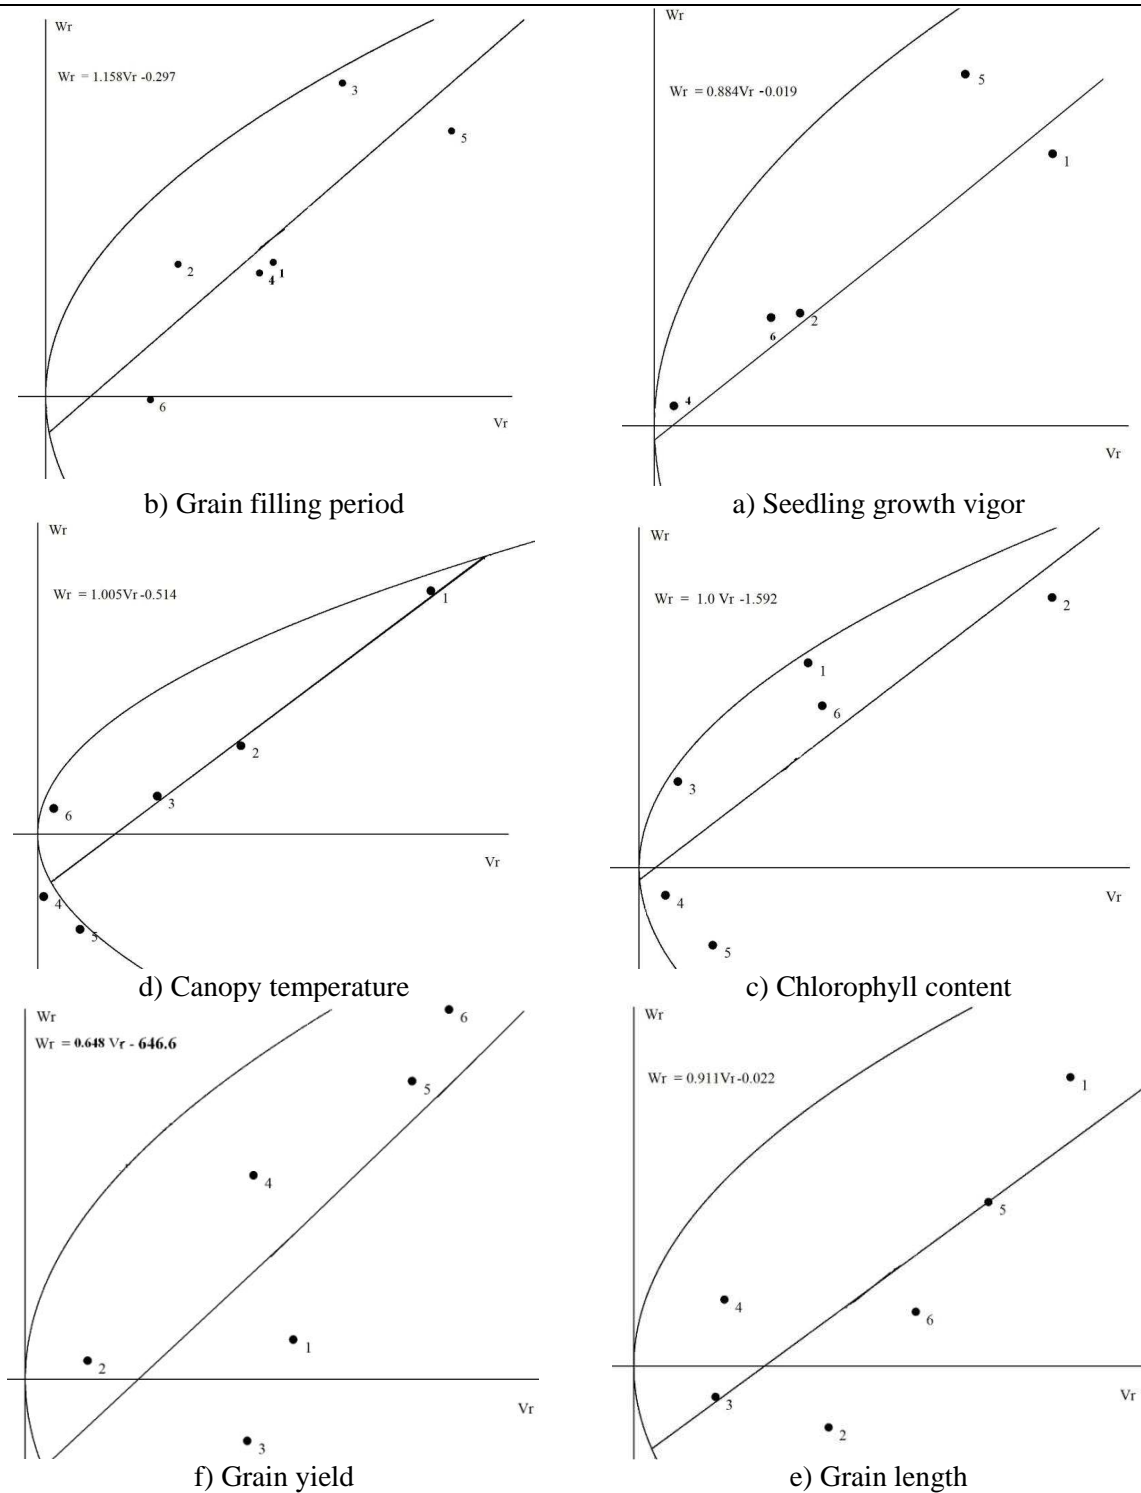 Wr
Wr = 1.158Vr -0.297
3
5
2
4 1
6
Vr
b) Grain filling period
Wr
Wr = 0.884Vr -0.019
5
1
2
6
4
Vr
a) Seedling growth vigor
Wr
Wr = 1.005Vr -0.514
1
2
3
6
Vr
4
5
d) Canopy temperature
Wr
Wr = 1.0 Vr -1.592
2
1
6
3
Vr
4
5
c) Chlorophyll content
Wr
Wr = 0.648 Vr - 646.6
6
5
4
1
2
Vr
3
f) Grain yield
Wr
Wr = 0.911Vr-0.022
1
5
4
6
Vr
3
2
e) Grain length